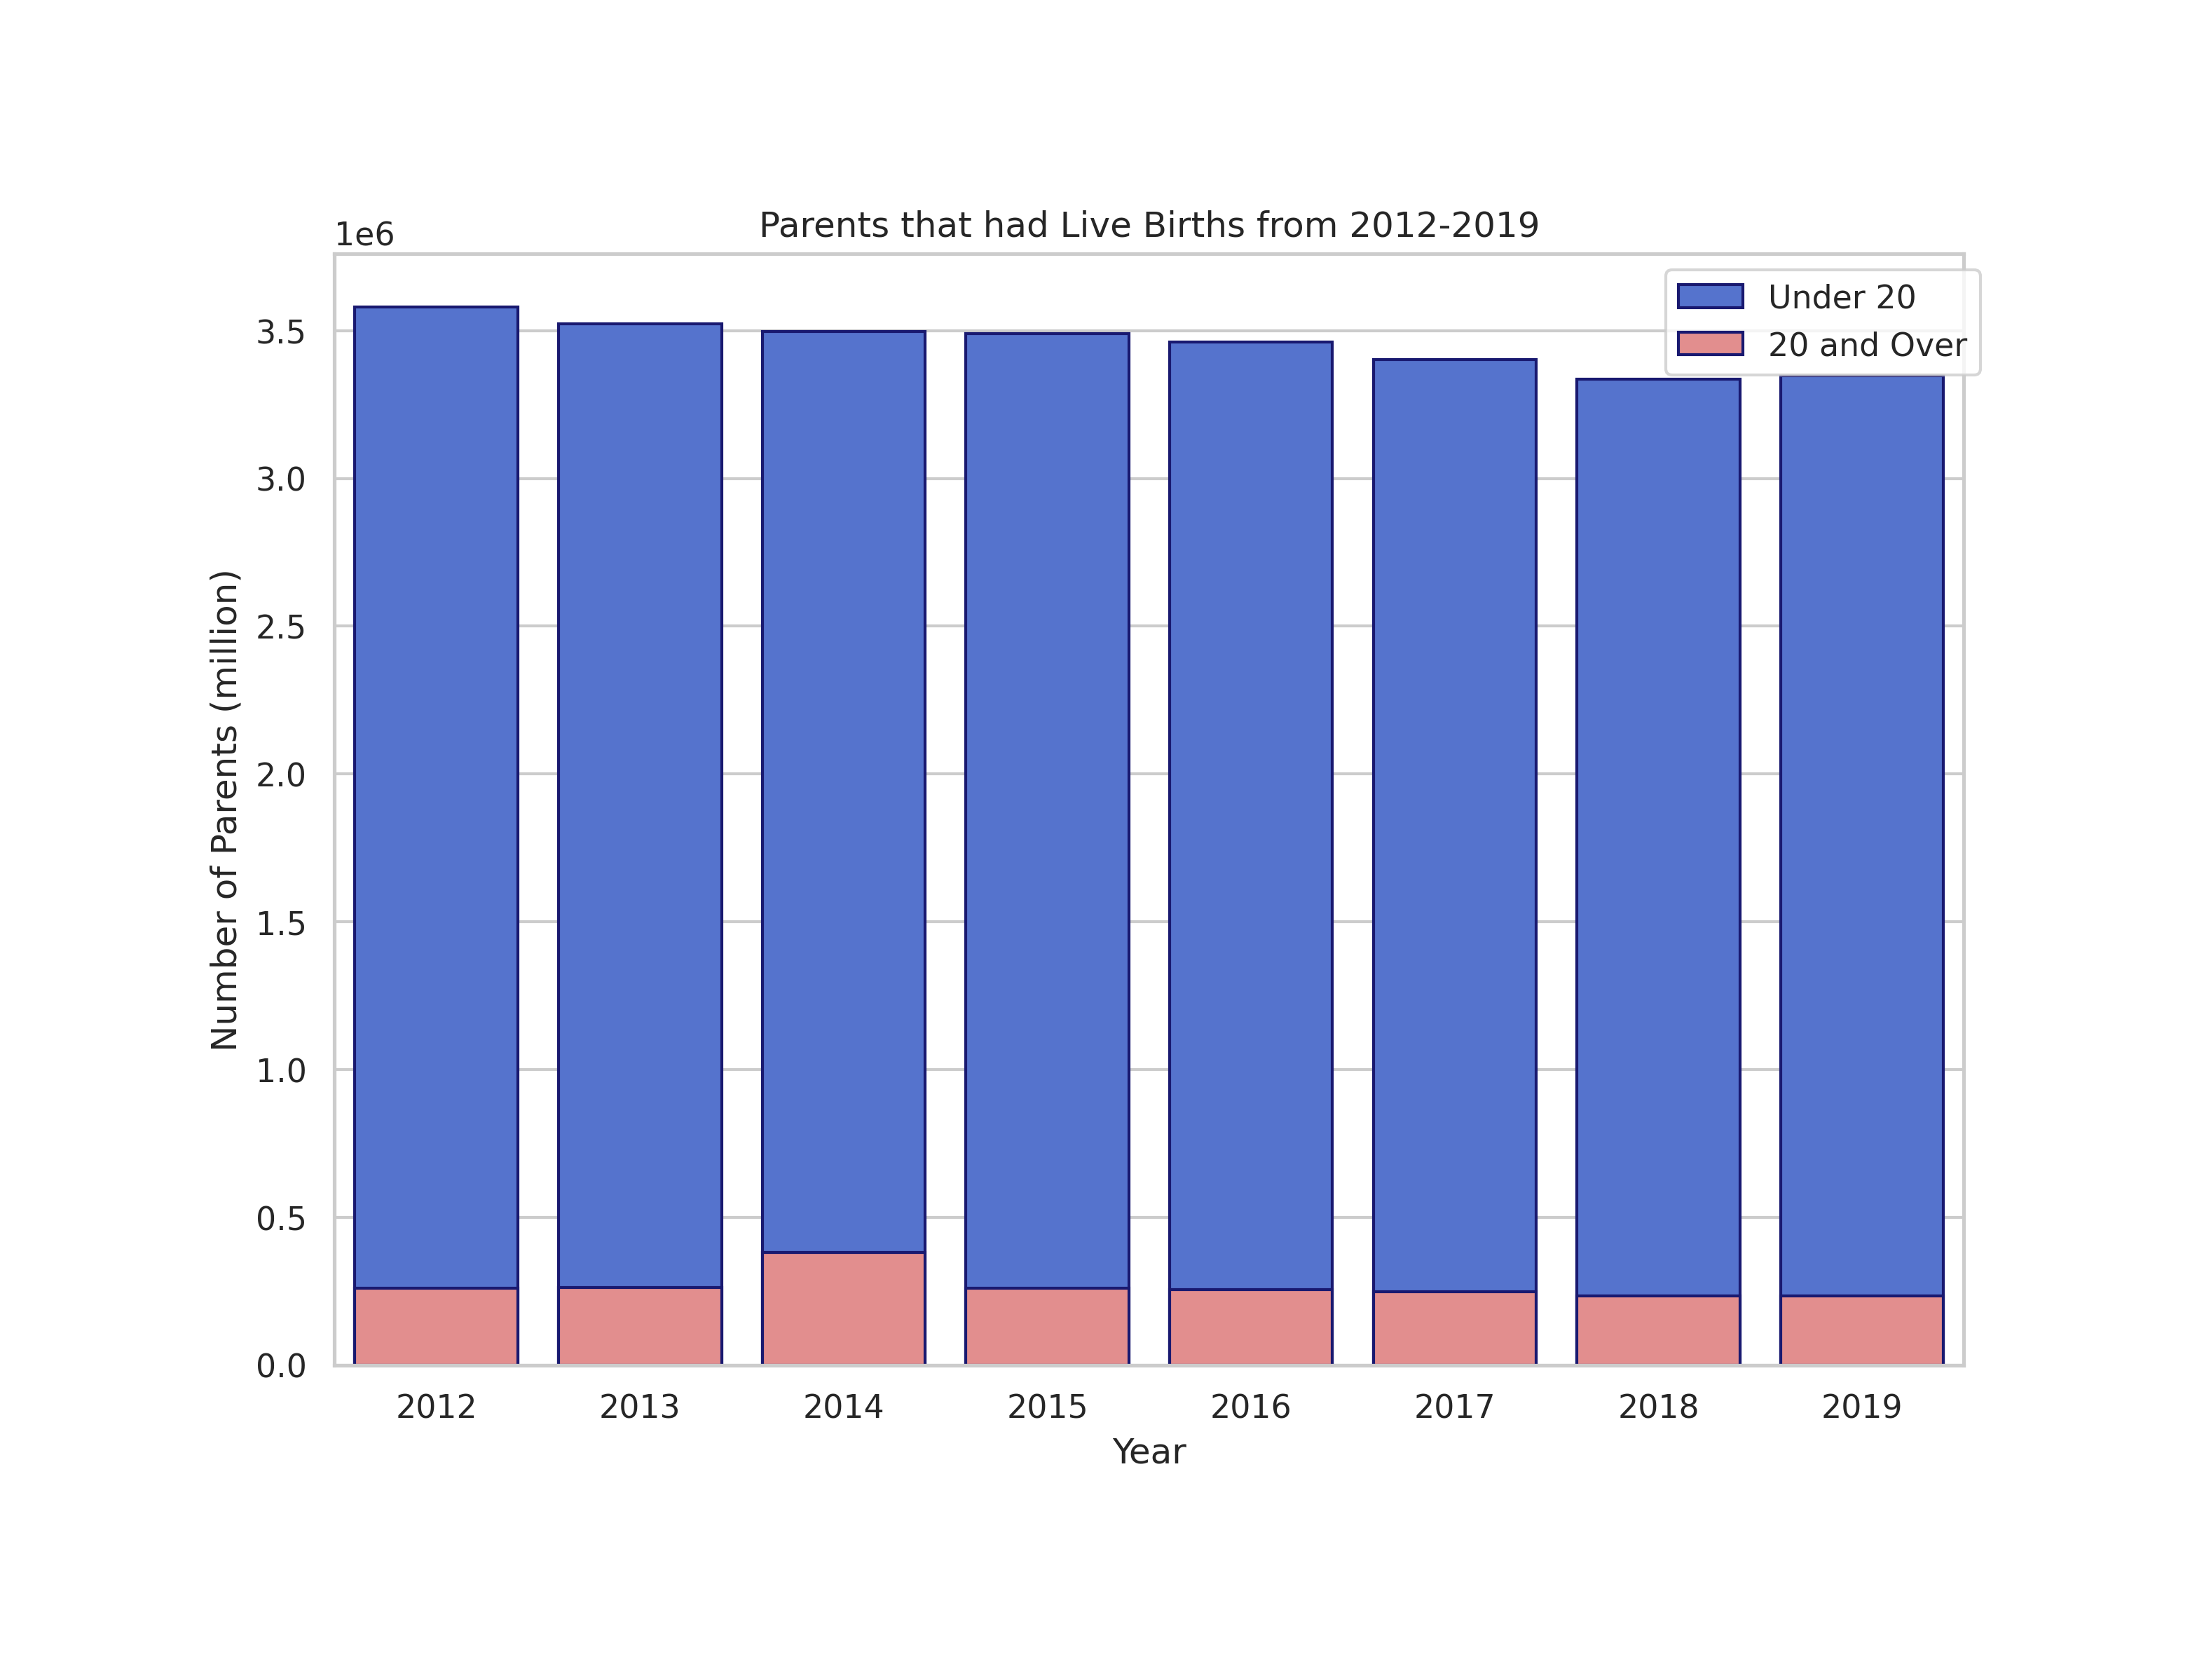 Parents that had Live Births from 2012-2019
1e6
Under 20
20 and Over
3.5
3.0
2.5
2.0
1.5
1.0
0.5
0.0
Number of Parents (million)
2012 2013 2014 2015 2016 2017 2018 2019
Year